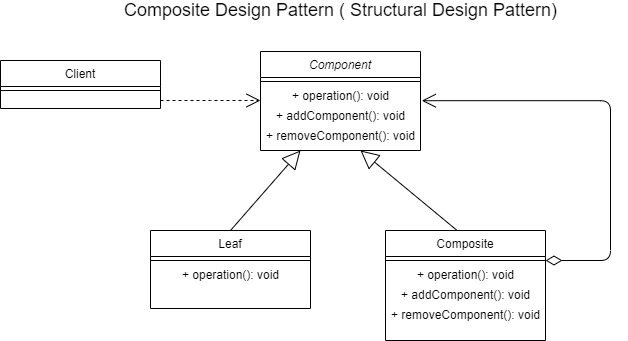 Composite Design Pattern ( Structural Design Pattern)
Client
Component
+ operation(): void
+ addComponent(): void
+ removeComponent(): void
Leaf
+ operation(): void
Composite
+ operation(): void
+ addComponent(): void
+ removeComponent(): void